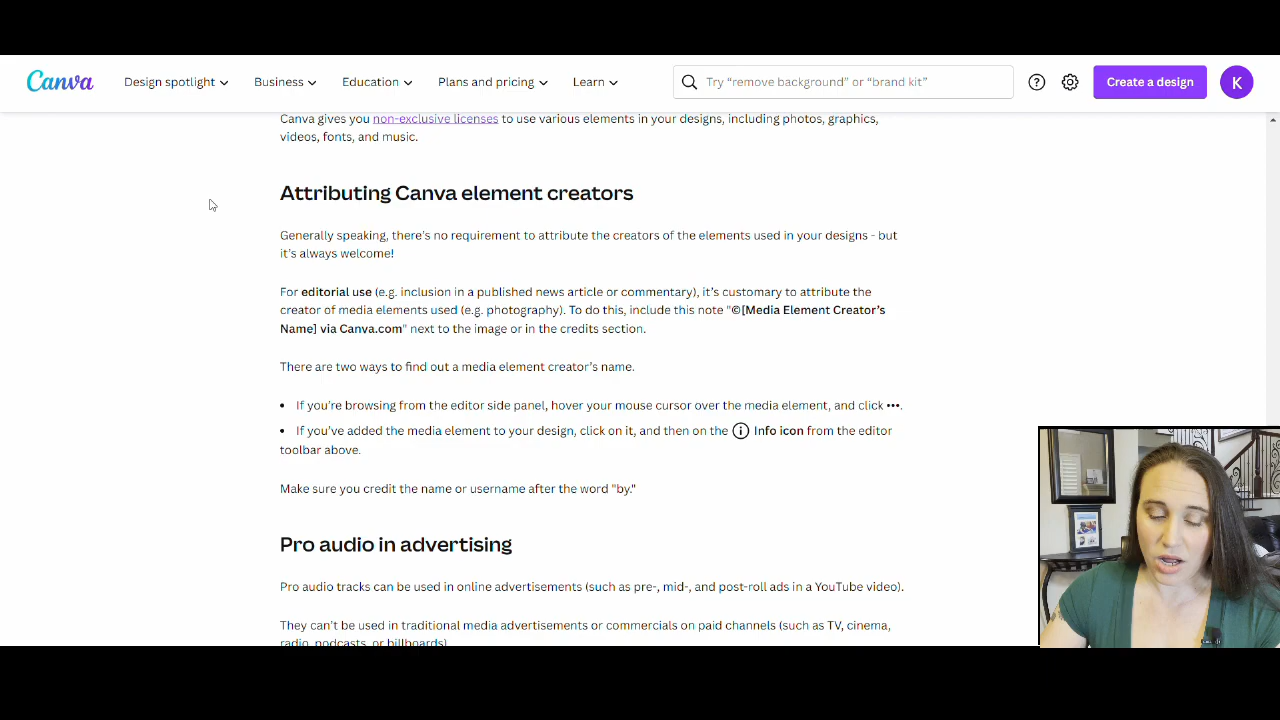 Canva
Design spotlight
Business
Education
Plans and pricing
Learn
Try “remove background” or “brand kit”
Create a design
K
Canva gives you non-exclusive licenses to use various elements in your designs, including photos, graphics,
videos, fonts, and music.
Attributing Canva element creators
Generally speaking, there’s no requirement to attribute the creators of the elements used in your designs - but
it’s always welcome!
For editorial use (e.g. inclusion in a published news article or commentary), it’s customary to attribute the
creator of media elements used (e.g. photography). To do this, include this note "©[Media Element Creator’s
Name] via Canva.com" next to the image or in the credits section.
There are two ways to find out a media element creator’s name.
• If you’re browsing from the editor side panel, hover your mouse cursor over the media element, and click •••.
• If you’ve added the media element to your design, click on it, and then on the ⓘ Info icon from the editor
toolbar above.
Make sure you credit the name or username after the word "by."
Pro audio in advertising
Pro audio tracks can be used in online advertisements (such as pre-, mid-, and post-roll ads in a YouTube video).
They can’t be used in traditional media advertisements or commercials on paid channels (such as TV, cinema,
radio, podcasts, or billboards)